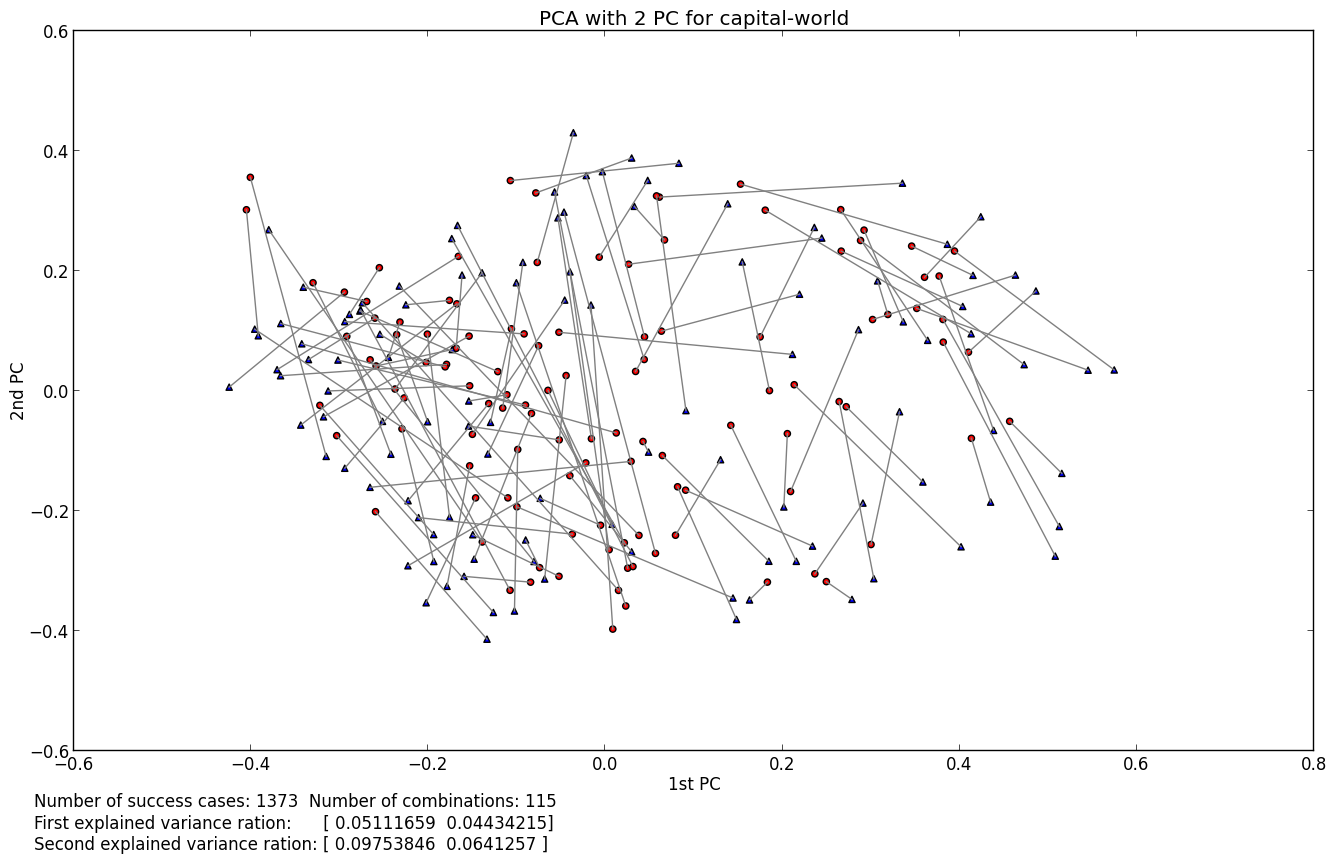 PCA with 2 PC for capital-world
0.6
0.4
0.2
0.0
−0.2
−0.4
−0.6
2nd PC
−0.6 −0.4 −0.2 0.0 0.2 0.4 0.6 0.8
1st PC
Number of success cases: 1373  Number of combinations: 115
First explained variance ration:      [ 0.05111659  0.04434215]
Second explained variance ration: [ 0.09753846  0.0641257 ]